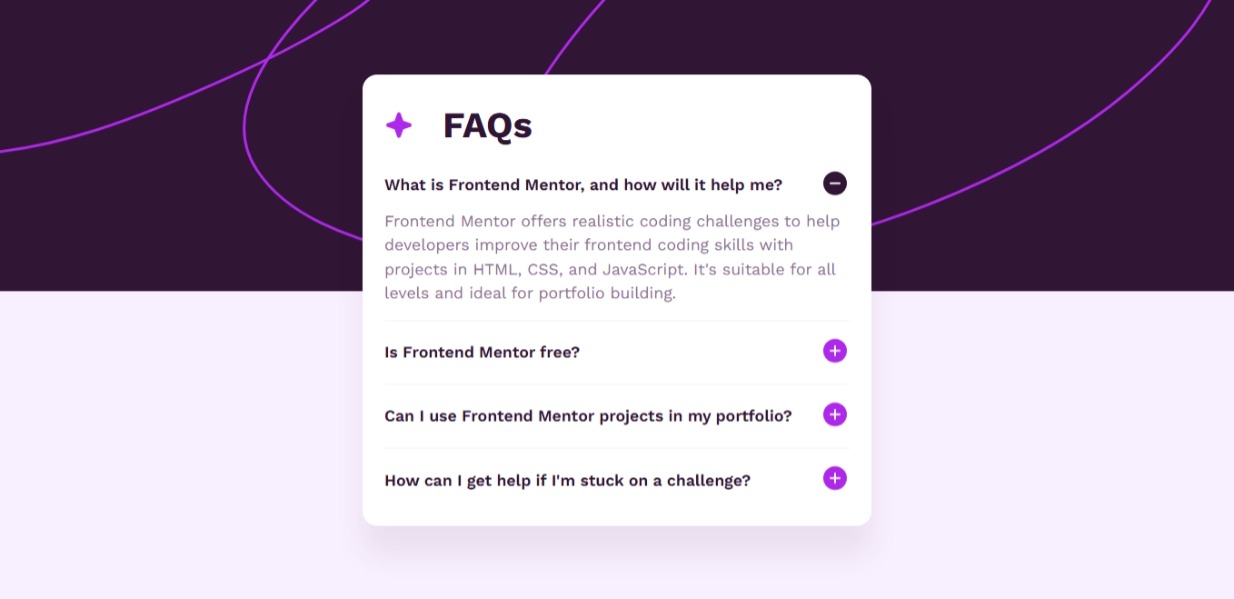 FAQs
What is Frontend Mentor, and how will it help me?
Frontend Mentor offers realistic coding challenges to help
developers improve their frontend coding skills with
projects in HTML, CSS, and JavaScript. It's suitable for all
levels and ideal for portfolio building.
Is Frontend Mentor free?
Can I use Frontend Mentor projects in my portfolio?
How can I get help if I'm stuck on a challenge?